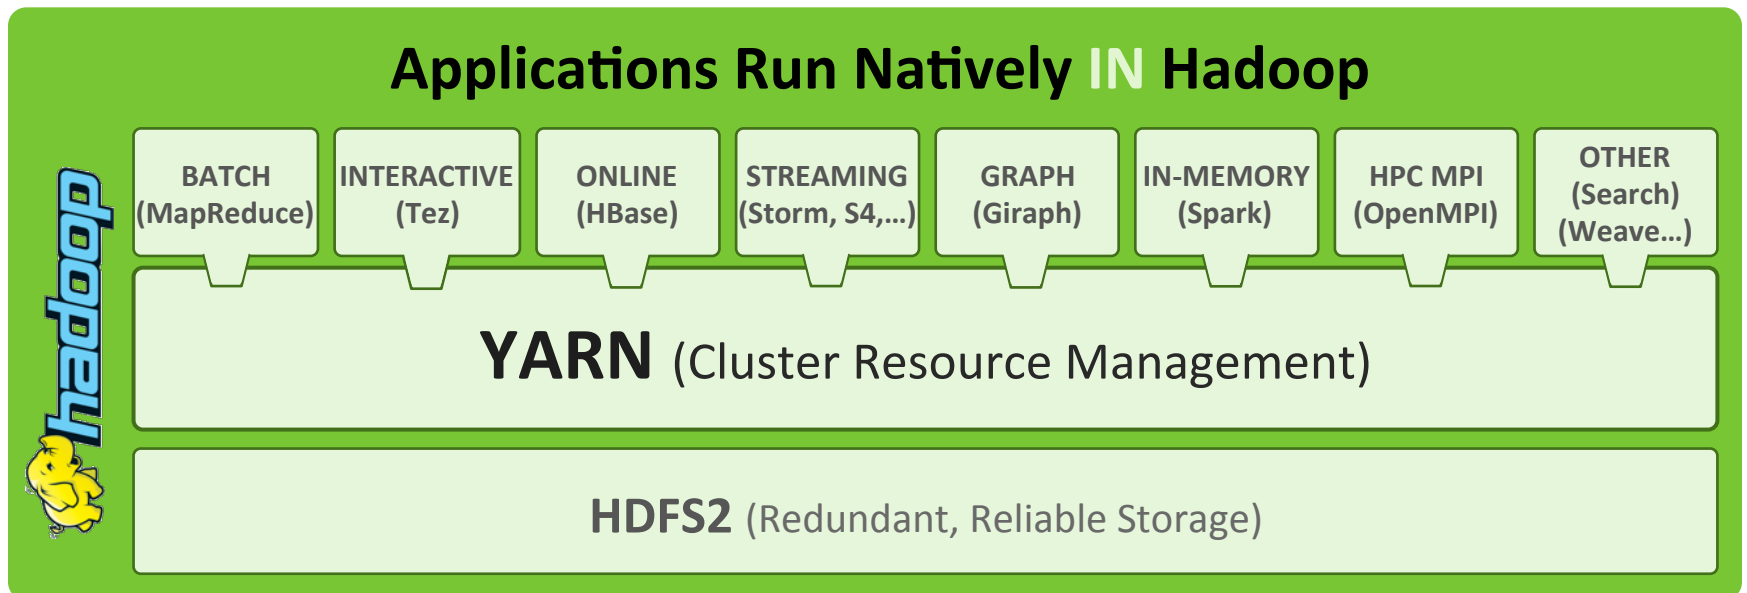 Applications Run Natively IN Hadoop
BATCH
(MapReduce)
INTERACTIVE
(Tez)
ONLINE
(HBase)
STREAMING
(Storm, S4,...)
GRAPH
(Giraph)
IN-MEMORY
(Spark)
HPC MPI
(OpenMPI)
OTHER
(Search)
(Weave...)
hadoop
YARN (Cluster Resource Management)
HDFS2 (Redundant, Reliable Storage)